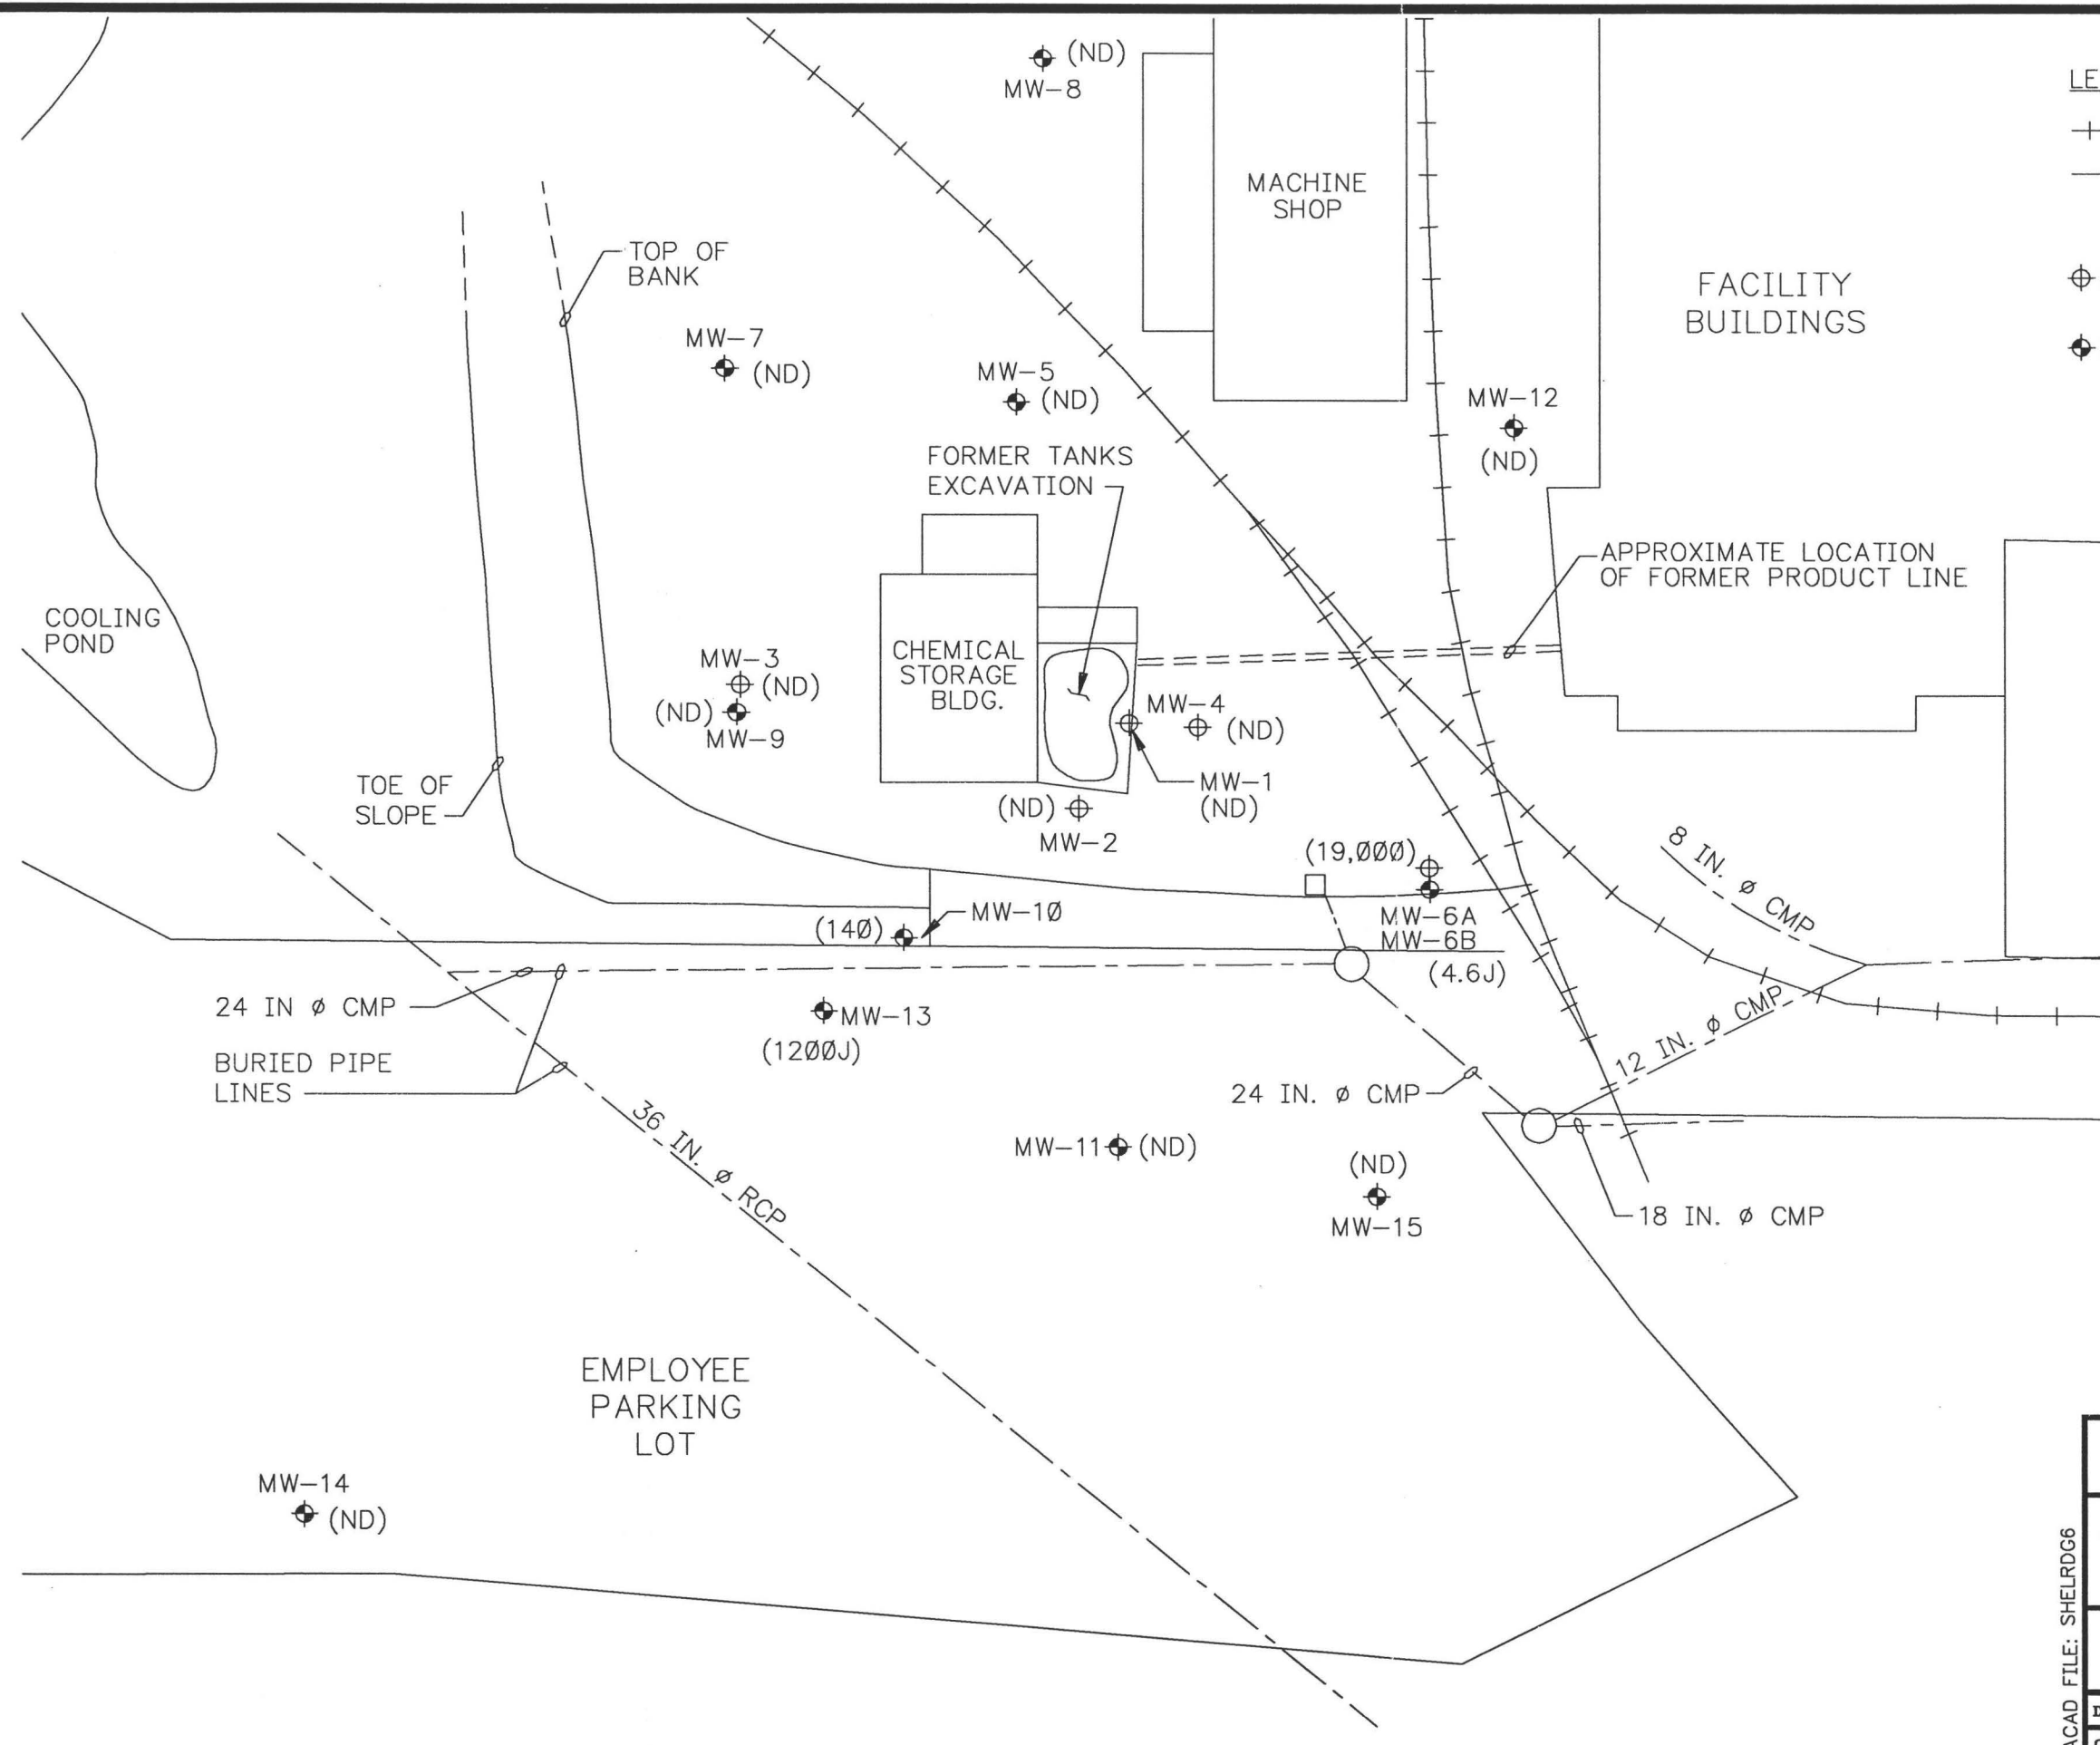 (ND)
MW-8
LE
MACHINE
SHOP
TOP OF
BANK
FACILITY
BUILDINGS
MW-7
(ND)
MW-5
(ND)
MW-12
(ND)
FORMER TANKS
EXCAVATION
APPROXIMATE LOCATION
OF FORMER PRODUCT LINE
COOLING
POND
CHEMICAL
STORAGE
BLDG.
MW-3
(ND)
(ND)
MW-9
MW-4
(ND)
MW-1
(ND)
TOE OF
SLOPE
(ND)
MW-2
(19,000)
8 IN. ø CMP
MW-10
(140)
MW-6A
MW-6B
(4.6J)
24 IN ø CMP
MW-13
(1200J)
12 IN. ø CMP
BURIED PIPE
LINES
24 IN. ø CMP
36 IN. ø RCP
MW-11 (ND)
(ND)
MW-15
18 IN. ø CMP
EMPLOYEE
PARKING
LOT
MW-14
(ND)
ACAD FILE: SHELRDG6